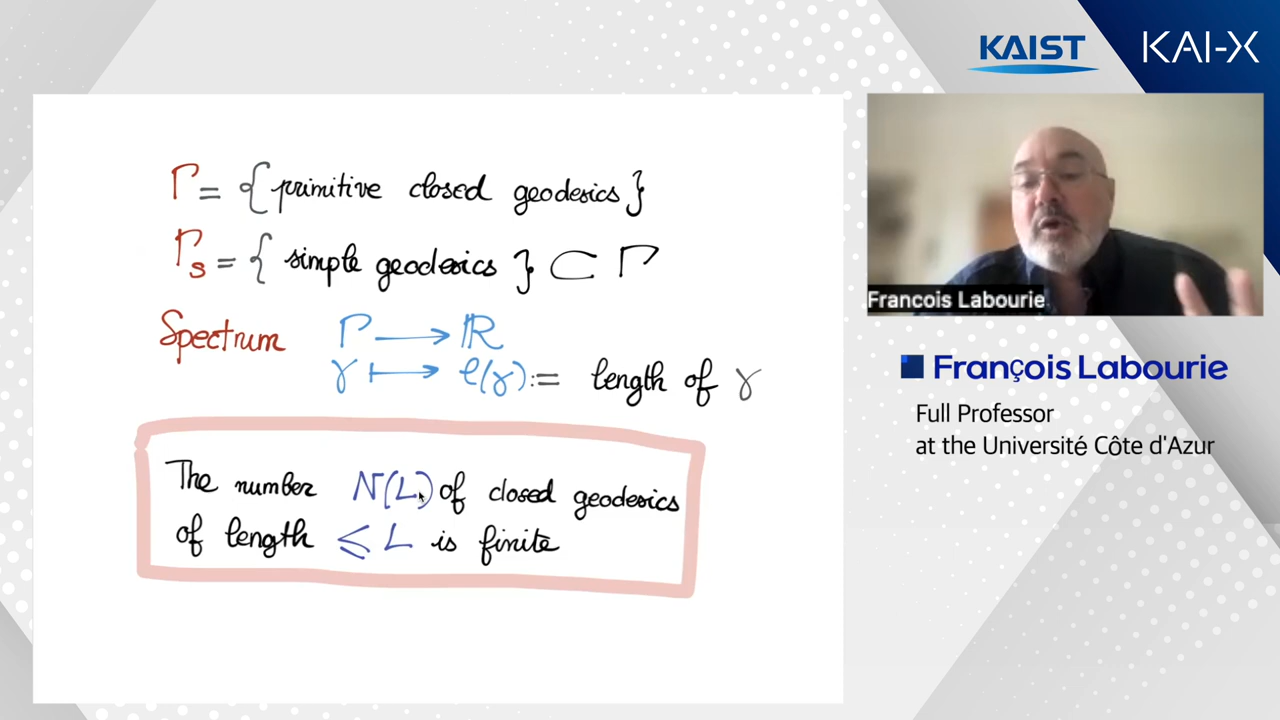 KAIST
KAI-X
Γ = { primitive closed geodesics }
Γs = { simple geodesics } ⊂ Γ
Spectrum Γ ⟶ ℝ
γ ⟼ ℓ(γ) := length of γ
The number N(L) of closed geodesics
of length ≤ L is finite
Francois Labourie
François Labourie
Full Professor
at the Université Côte d'Azur